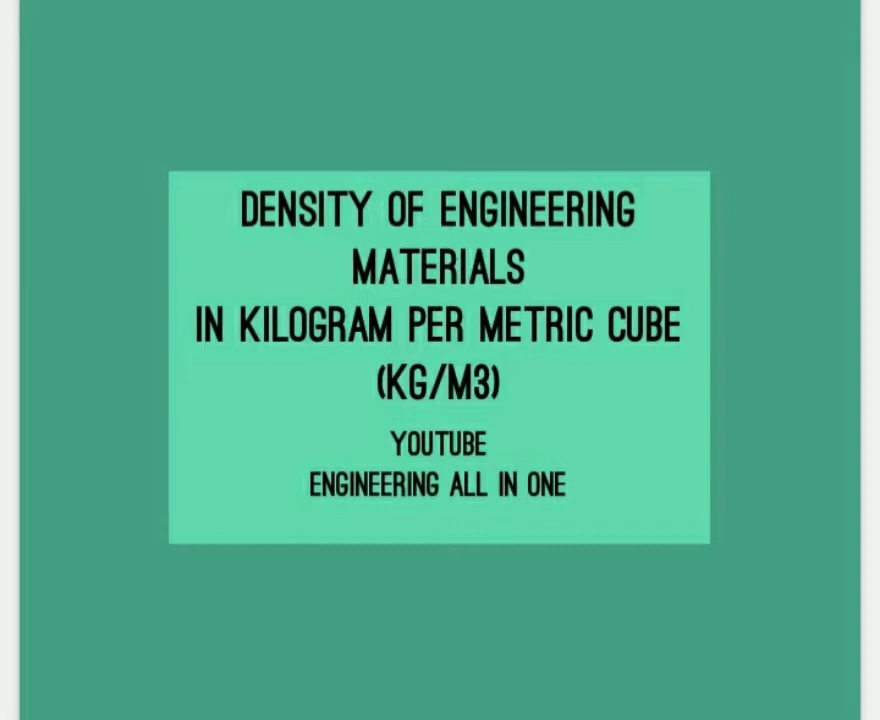 DENSITY OF ENGINEERING
MATERIALS
IN KILOGRAM PER METRIC CUBE
(KG/M3)
YOUTUBE
ENGINEERING ALL IN ONE